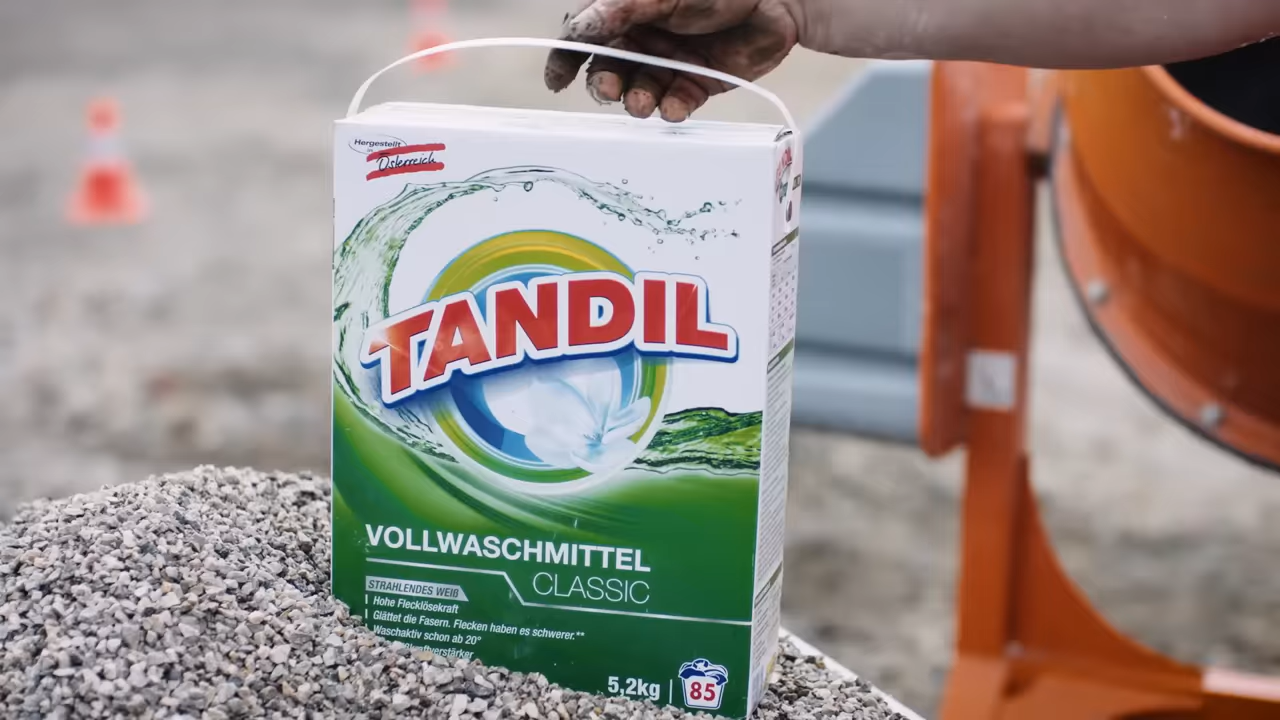 Hergestellt
in
Österreich
TANDIL
VOLLWASCHMITTEL
CLASSIC
STRAHLENDES WEIß
Hohe Flecklösekraft
Glättet die Fasern. Flecken haben es schwerer.**
Waschaktiv schon ab 20°
5,2kg
85